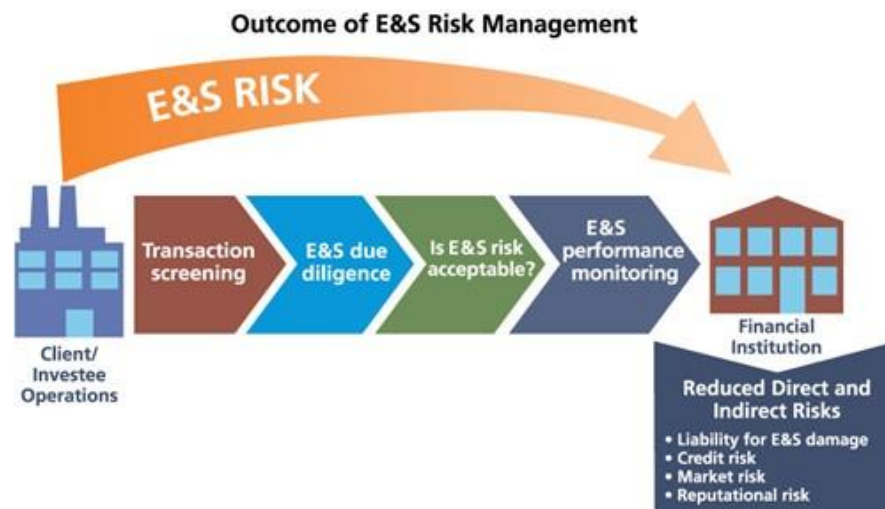 Outcome of E&S Risk Management
E&S RISK
Transaction
screening
E&S due
diligence
Is E&S risk
acceptable?
E&S
performance
monitoring
Client/
Investee
Operations
Financial
Institution
Reduced Direct and
Indirect Risks
• Liability for E&S damage
• Credit risk
• Market risk
• Reputational risk